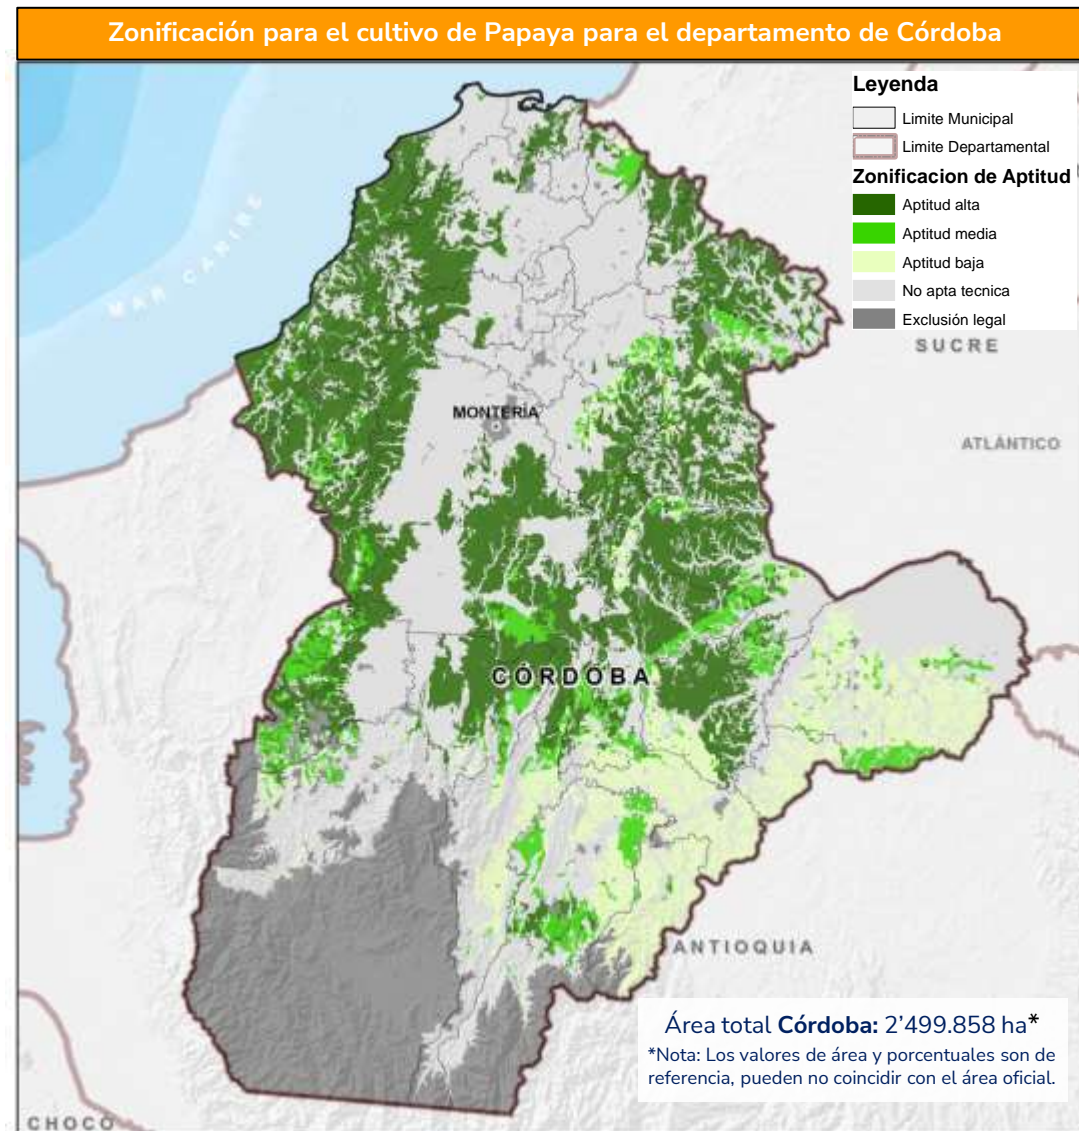 Zonificación para el cultivo de Papaya para el departamento de Córdoba
Leyenda
Limite Municipal
Limite Departamental
Zonificacion de Aptitud
Aptitud alta
Aptitud media
Aptitud baja
No apta tecnica
Exclusión legal
MAR CARIBE
SUCRE
MONTERÍA
ATLÁNTICO
CÓRDOBA
ANTIOQUIA
Área total Córdoba: 2'499.858 ha*
*Nota: Los valores de área y porcentuales son de
referencia, pueden no coincidir con el área oficial.
CHOCÓ